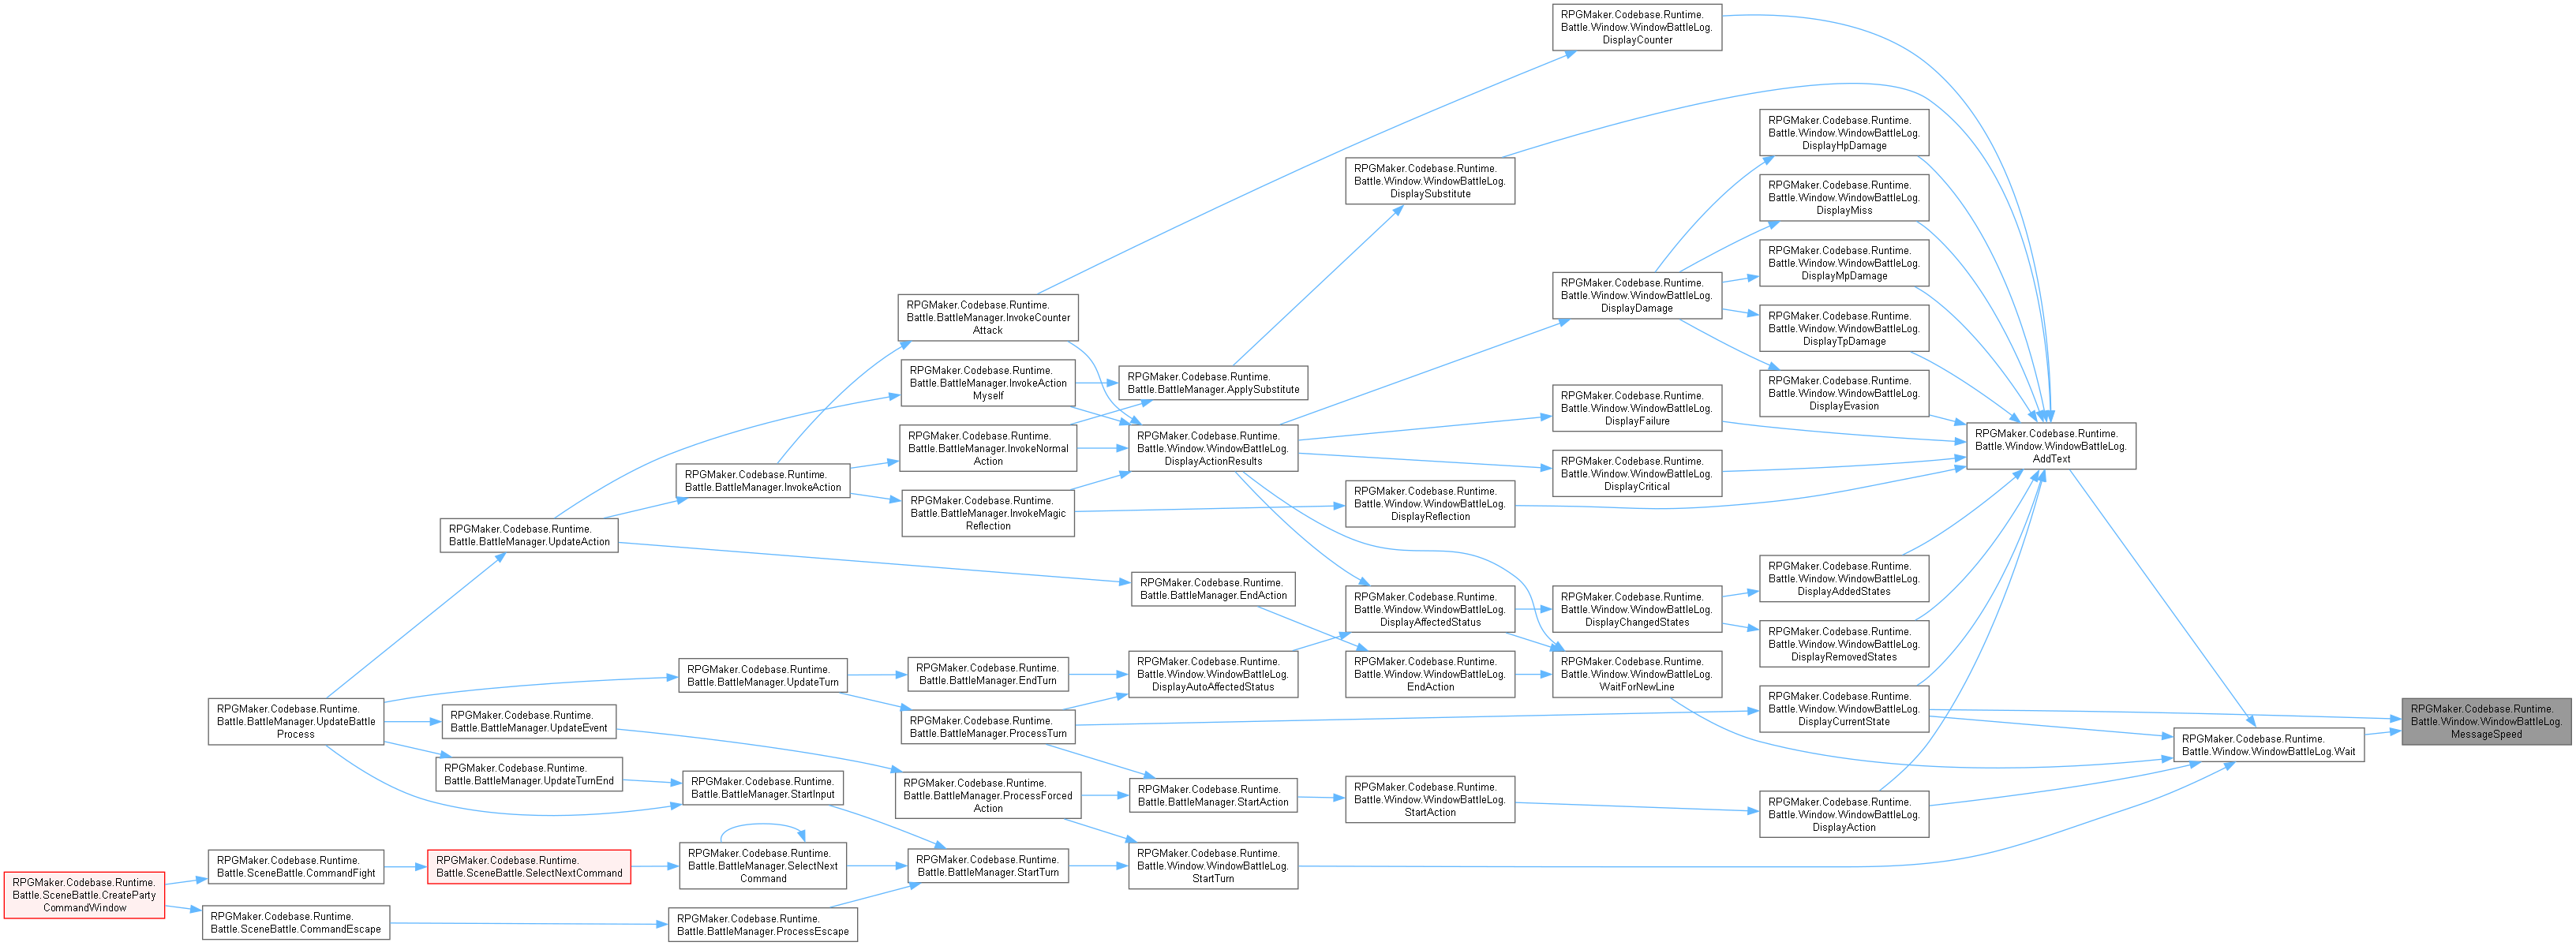 RPGMaker.Codebase.Runtime.
Battle.Window.WindowBattleLog.
DisplayCounter
RPGMaker.Codebase.Runtime.
Battle.Window.WindowBattleLog.
DisplayHpDamage
RPGMaker.Codebase.Runtime.
Battle.Window.WindowBattleLog.
DisplaySubstitute
RPGMaker.Codebase.Runtime.
Battle.Window.WindowBattleLog.
DisplayMiss
RPGMaker.Codebase.Runtime.
Battle.Window.WindowBattleLog.
DisplayMpDamage
RPGMaker.Codebase.Runtime.
Battle.Window.WindowBattleLog.
DisplayDamage
RPGMaker.Codebase.Runtime.
Battle.BattleManager.InvokeCounter
Attack
RPGMaker.Codebase.Runtime.
Battle.Window.WindowBattleLog.
DisplayTpDamage
RPGMaker.Codebase.Runtime.
Battle.BattleManager.InvokeAction
Myself
RPGMaker.Codebase.Runtime.
Battle.BattleManager.ApplySubstitute
RPGMaker.Codebase.Runtime.
Battle.Window.WindowBattleLog.
DisplayEvasion
RPGMaker.Codebase.Runtime.
Battle.Window.WindowBattleLog.
DisplayFailure
RPGMaker.Codebase.Runtime.
Battle.BattleManager.InvokeNormal
Action
RPGMaker.Codebase.Runtime.
Battle.Window.WindowBattleLog.
DisplayActionResults
RPGMaker.Codebase.Runtime.
Battle.Window.WindowBattleLog.
AddText
RPGMaker.Codebase.Runtime.
Battle.BattleManager.InvokeAction
RPGMaker.Codebase.Runtime.
Battle.Window.WindowBattleLog.
DisplayCritical
RPGMaker.Codebase.Runtime.
Battle.BattleManager.InvokeMagic
Reflection
RPGMaker.Codebase.Runtime.
Battle.Window.WindowBattleLog.
DisplayReflection
RPGMaker.Codebase.Runtime.
Battle.BattleManager.UpdateAction
RPGMaker.Codebase.Runtime.
Battle.Window.WindowBattleLog.
DisplayAddedStates
RPGMaker.Codebase.Runtime.
Battle.BattleManager.EndAction
RPGMaker.Codebase.Runtime.
Battle.Window.WindowBattleLog.
DisplayAffectedStatus
RPGMaker.Codebase.Runtime.
Battle.Window.WindowBattleLog.
DisplayChangedStates
RPGMaker.Codebase.Runtime.
Battle.Window.WindowBattleLog.
DisplayRemovedStates
RPGMaker.Codebase.Runtime.
Battle.BattleManager.UpdateTurn
RPGMaker.Codebase.Runtime.
Battle.BattleManager.EndTurn
RPGMaker.Codebase.Runtime.
Battle.Window.WindowBattleLog.
DisplayAutoAffectedStatus
RPGMaker.Codebase.Runtime.
Battle.Window.WindowBattleLog.
EndAction
RPGMaker.Codebase.Runtime.
Battle.Window.WindowBattleLog.
WaitForNewLine
RPGMaker.Codebase.Runtime.
Battle.BattleManager.UpdateBattle
Process
RPGMaker.Codebase.Runtime.
Battle.BattleManager.UpdateEvent
RPGMaker.Codebase.Runtime.
Battle.BattleManager.ProcessTurn
RPGMaker.Codebase.Runtime.
Battle.Window.WindowBattleLog.
DisplayCurrentState
RPGMaker.Codebase.Runtime.
Battle.Window.WindowBattleLog.
MessageSpeed
RPGMaker.Codebase.Runtime.
Battle.Window.WindowBattleLog.Wait
RPGMaker.Codebase.Runtime.
Battle.BattleManager.UpdateTurnEnd
RPGMaker.Codebase.Runtime.
Battle.BattleManager.StartInput
RPGMaker.Codebase.Runtime.
Battle.BattleManager.ProcessForced
Action
RPGMaker.Codebase.Runtime.
Battle.BattleManager.StartAction
RPGMaker.Codebase.Runtime.
Battle.Window.WindowBattleLog.
StartAction
RPGMaker.Codebase.Runtime.
Battle.Window.WindowBattleLog.
DisplayAction
RPGMaker.Codebase.Runtime.
Battle.SceneBattle.CreateParty
CommandWindow
RPGMaker.Codebase.Runtime.
Battle.SceneBattle.CommandFight
RPGMaker.Codebase.Runtime.
Battle.SceneBattle.SelectNextCommand
RPGMaker.Codebase.Runtime.
Battle.BattleManager.SelectNext
Command
RPGMaker.Codebase.Runtime.
Battle.BattleManager.StartTurn
RPGMaker.Codebase.Runtime.
Battle.Window.WindowBattleLog.
StartTurn
RPGMaker.Codebase.Runtime.
Battle.SceneBattle.CommandEscape
RPGMaker.Codebase.Runtime.
Battle.BattleManager.ProcessEscape